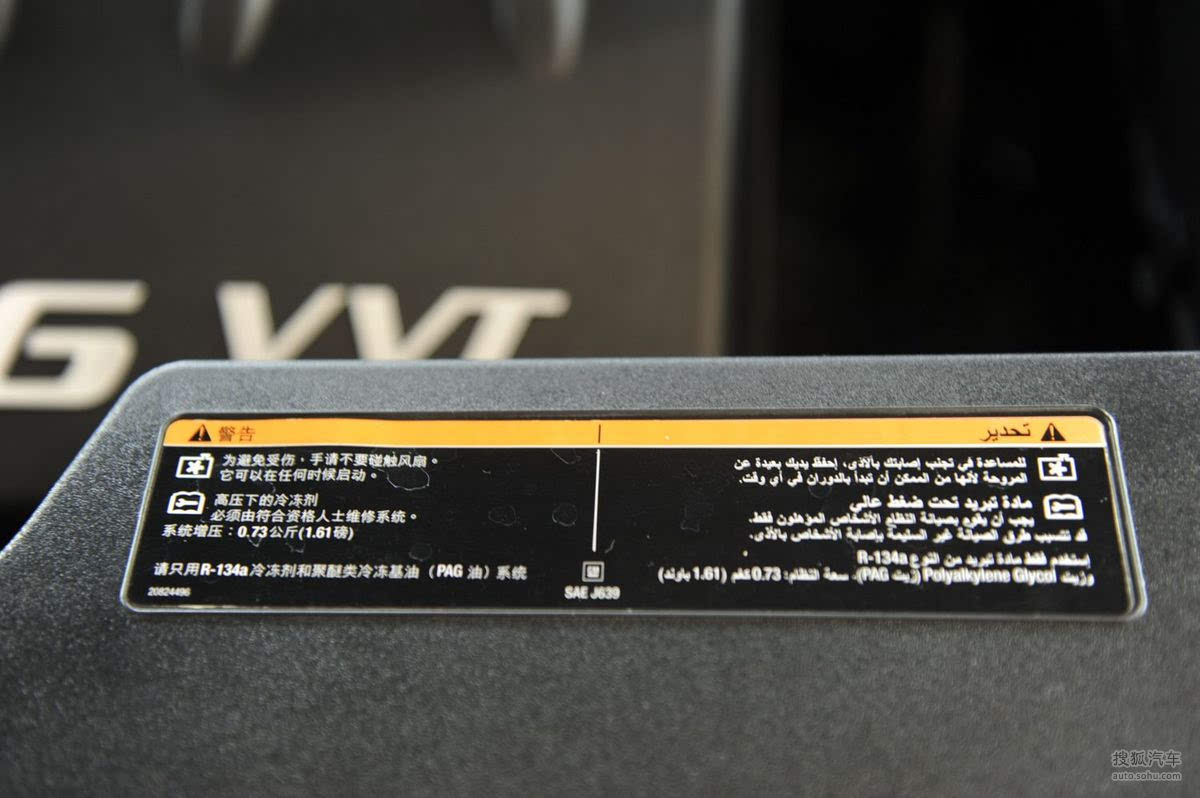 G VVT
警告
为避免受伤，手请不要碰触风扇。
它可以在任何时候启动。
高压下的冷冻剂
必须由符合资格人士维修系统。
系统增压：0.73公斤(1.61磅)
请只用R-134a冷冻剂和聚醚类冷冻基油（PAG 油）系统
20824496
GM
SAE J639
تحذير
للمساعدة في تجنب إصابتك بالأذى، إحفظ يديك بعيدة عن
المروحة لأنها من الممكن أن تبدأ بالدوران في أي وقت.
مادة تبريد تحت ضغط عالي
يجب أن يقوم بصيانة النظام الأشخاص المؤهلون فقط.
قد تتسبب طرق الصيانة غير السليمة بإصابة الأشخاص بالأذى.
إستخدم فقط مادة تبريد من النوع R-134a
وزيت Polyalkylene Glycol (زيت PAG). سعة النظام: 0.73 كغم (1.61 باوند)
搜狐汽车
auto.sohu.com